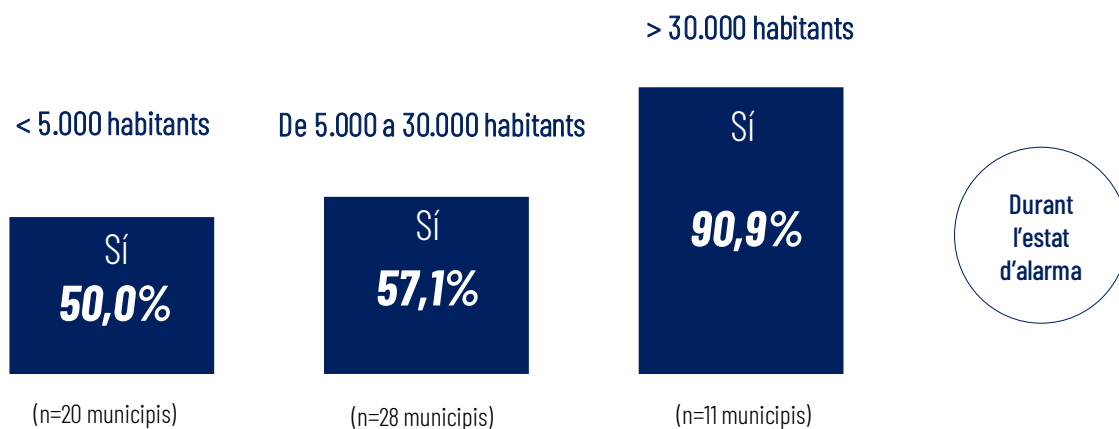 > 30.000 habitants
< 5.000 habitants
De 5.000 a 30.000 habitants
Sí
90,9%
Sí
57,1%
Sí
50,0%
Durant
l’estat
d’alarma
(n=20 municipis)
(n=28 municipis)
(n=11 municipis)